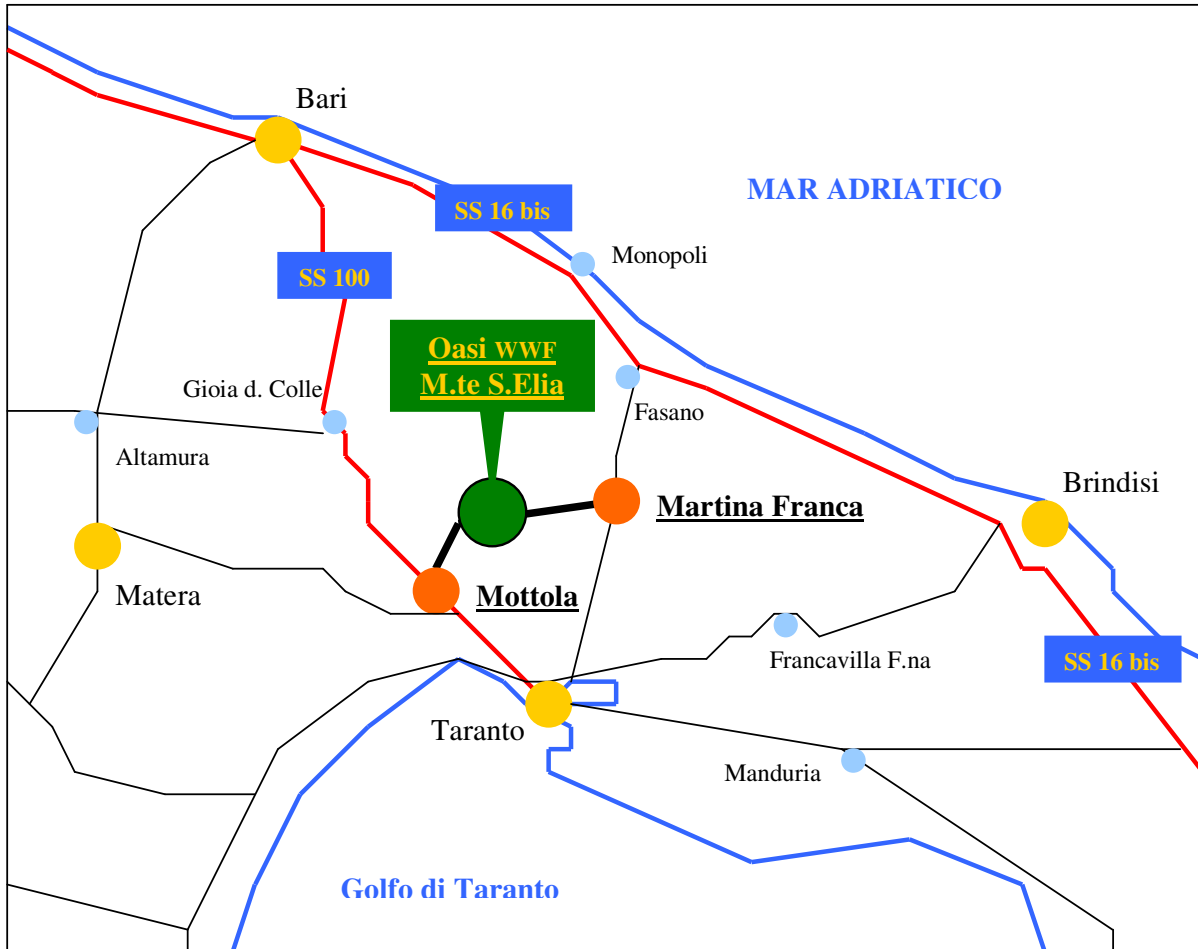 Bari
MAR ADRIATICO
SS 16 bis
Monopoli
SS 100
Oasi WWF
M.te S.Elia
Gioia d. Colle
Fasano
Altamura
Brindisi
Martina Franca
Matera
Mottola
Francavilla F.na
SS 16 bis
Taranto
Manduria
Golfo di Taranto